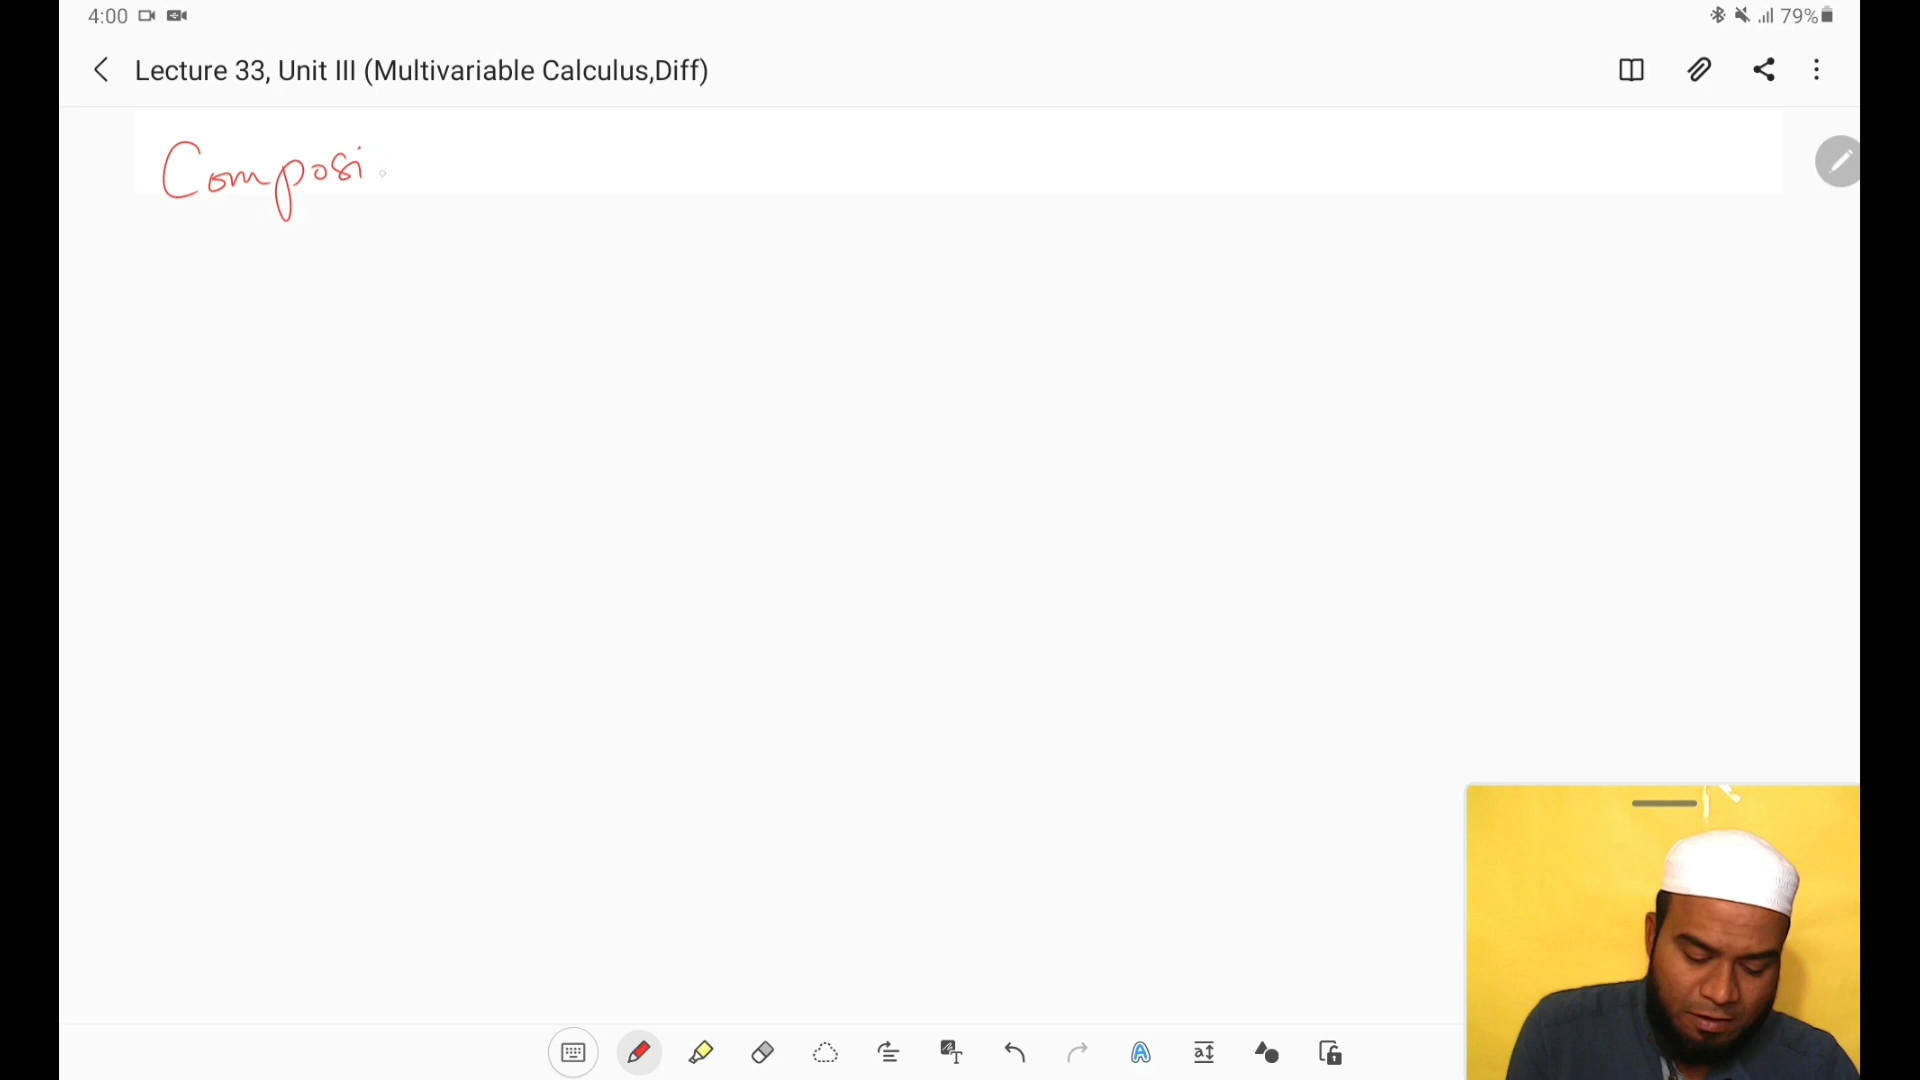 4:00 79%
Lecture 33, Unit III (Multivariable Calculus,Diff)
Composi